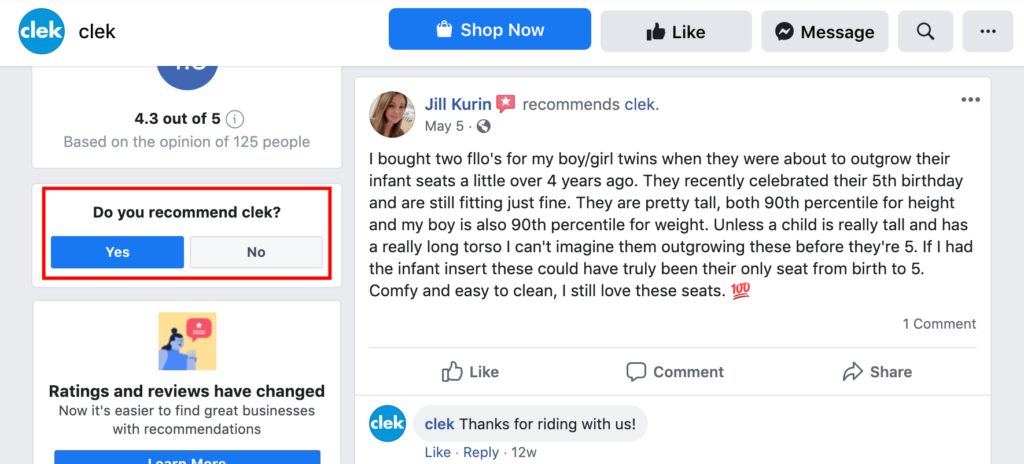 clek
clek
Shop Now
Like
Message
4.3 out of 5
Based on the opinion of 125 people
Do you recommend clek?
Yes
No
Ratings and reviews have changed
Now it's easier to find great businesses
with recommendations
Learn More
Jill Kurin recommends clek.
May 5 ·
I bought two fllo's for my boy/girl twins when they were about to outgrow their
infant seats a little over 4 years ago. They recently celebrated their 5th birthday
and are still fitting just fine. They are pretty tall, both 90th percentile for height
and my boy is also 90th percentile for weight. Unless a child is really tall and has
a really long torso I can't imagine them outgrowing these before they're 5. If I had
the infant insert these could have truly been their only seat from birth to 5.
Comfy and easy to clean, I still love these seats. 💯
1 Comment
Like
Comment
Share
clek
clek Thanks for riding with us!
Like · Reply · 12w